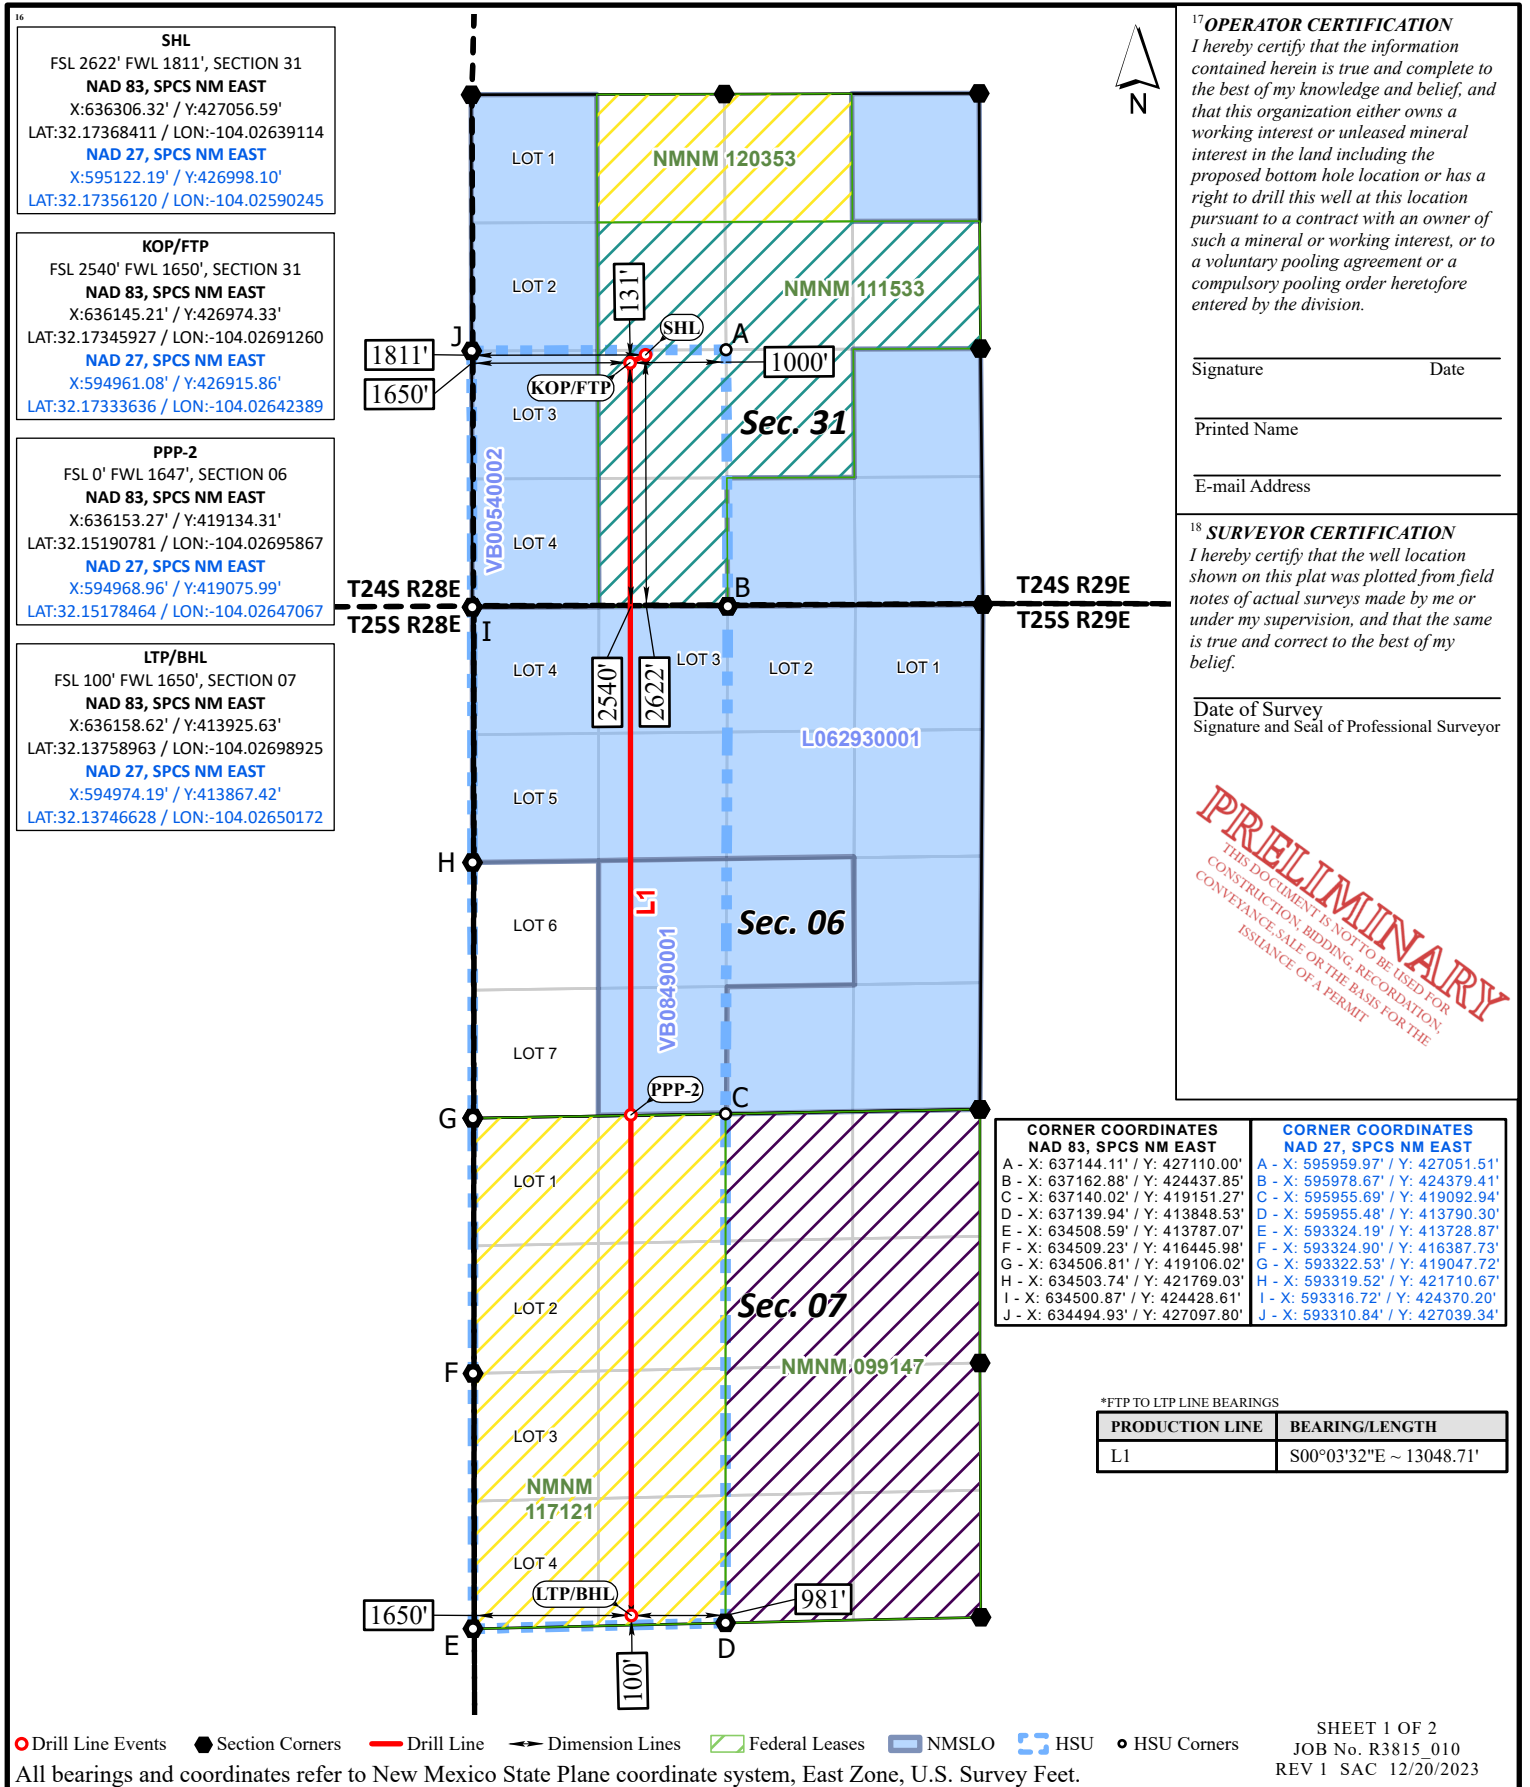 16
SHL
FSL 2622' FWL 1811', SECTION 31
NAD 83, SPCS NM EAST
X:636306.32' / Y:427056.59'
LAT:32.17368411 / LON:-104.02639114
NAD 27, SPCS NM EAST
X:595122.19' / Y:426998.10'
LAT:32.17356120 / LON:-104.02590245
KOP/FTP
FSL 2540' FWL 1650', SECTION 31
NAD 83, SPCS NM EAST
X:636145.21' / Y:426974.33'
LAT:32.17345927 / LON:-104.02691260
NAD 27, SPCS NM EAST
X:594961.08' / Y:426915.86'
LAT:32.17333636 / LON:-104.02642389
PPP-2
FSL 0' FWL 1647', SECTION 06
NAD 83, SPCS NM EAST
X:636153.27' / Y:419134.31'
LAT:32.15190781 / LON:-104.02695867
NAD 27, SPCS NM EAST
X:594968.96' / Y:419075.99'
LAT:32.15178464 / LON:-104.02647067
LTP/BHL
FSL 100' FWL 1650', SECTION 07
NAD 83, SPCS NM EAST
X:636158.62' / Y:413925.63'
LAT:32.13758963 / LON:-104.02698925
NAD 27, SPCS NM EAST
X:594974.19' / Y:413867.42'
LAT:32.13746628 / LON:-104.02650172
N
LOT 1
NMNM 120353
LOT 2
NMNM 111533
131'
SHL
J
A
1811'
1000'
1650'
KOP/FTP
LOT 3
Sec. 31
VB00540002
LOT 4
T24S R28E
B
T24S R29E
T25S R28E
I
T25S R29E
LOT 4
LOT 3
LOT 2
LOT 1
2540'
2622'
L062930001
LOT 5
H
L1
LOT 6
Sec. 06
VB08490001
LOT 7
PPP-2
C
G
LOT 1
LOT 2
Sec. 07
NMNM 099147
F
LOT 3
NMNM
117121
LOT 4
LTP/BHL
981'
1650'
E
D
100'
17 OPERATOR CERTIFICATION
I hereby certify that the information
contained herein is true and complete to
the best of my knowledge and belief, and
that this organization either owns a
working interest or unleased mineral
interest in the land including the
proposed bottom hole location or has a
right to drill this well at this location
pursuant to a contract with an owner of
such a mineral or working interest, or to
a voluntary pooling agreement or a
compulsory pooling order heretofore
entered by the division.
Signature Date
Printed Name
E-mail Address
18 SURVEYOR CERTIFICATION
I hereby certify that the well location
shown on this plat was plotted from field
notes of actual surveys made by me or
under my supervision, and that the same
is true and correct to the best of my
belief.
Date of Survey
Signature and Seal of Professional Surveyor
PRELIMINARY
THIS DOCUMENT IS NOT TO BE USED FOR
CONSTRUCTION, BIDDING, RECORDATION,
CONVEYANCE, SALE OR THE BASIS FOR THE
ISSUANCE OF A PERMIT
CORNER COORDINATES
NAD 83, SPCS NM EAST
A - X: 637144.11' / Y: 427110.00'
B - X: 637162.88' / Y: 424437.85'
C - X: 637140.02' / Y: 419151.27'
D - X: 637139.94' / Y: 413848.53'
E - X: 634508.59' / Y: 413787.07'
F - X: 634509.23' / Y: 416445.98'
G - X: 634506.81' / Y: 419106.02'
H - X: 634503.74' / Y: 421769.03'
I - X: 634500.87' / Y: 424428.61'
J - X: 634494.93' / Y: 427097.80'
CORNER COORDINATES
NAD 27, SPCS NM EAST
A - X: 595959.97' / Y: 427051.51'
B - X: 595978.67' / Y: 424379.41'
C - X: 595955.69' / Y: 419092.94'
D - X: 595955.48' / Y: 413790.30'
E - X: 593324.19' / Y: 413728.87'
F - X: 593324.90' / Y: 416387.73'
G - X: 593322.53' / Y: 419047.72'
H - X: 593319.52' / Y: 421710.67'
I - X: 593316.72' / Y: 424370.20'
J - X: 593310.84' / Y: 427039.34'
*FTP TO LTP LINE BEARINGS
PRODUCTION LINE BEARING/LENGTH
L1 S00°03'32"E ~ 13048.71'
Drill Line Events Section Corners Drill Line Dimension Lines Federal Leases NMSLO HSU HSU Corners
All bearings and coordinates refer to New Mexico State Plane coordinate system, East Zone, U.S. Survey Feet.
SHEET 1 OF 2
JOB No. R3815_010
REV 1 SAC 12/20/2023